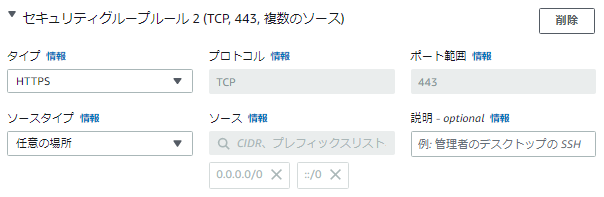 セキュリティグループルール 2 (TCP, 443, 複数のソース)
削除
タイプ 情報
プロトコル 情報
ポート範囲 情報
HTTPS
TCP
443
ソースタイプ 情報
ソース 情報
説明 - optional 情報
任意の場所
CIDR、プレフィックスリスト
例: 管理者のデスクトップの SSH
0.0.0.0/0
::/0